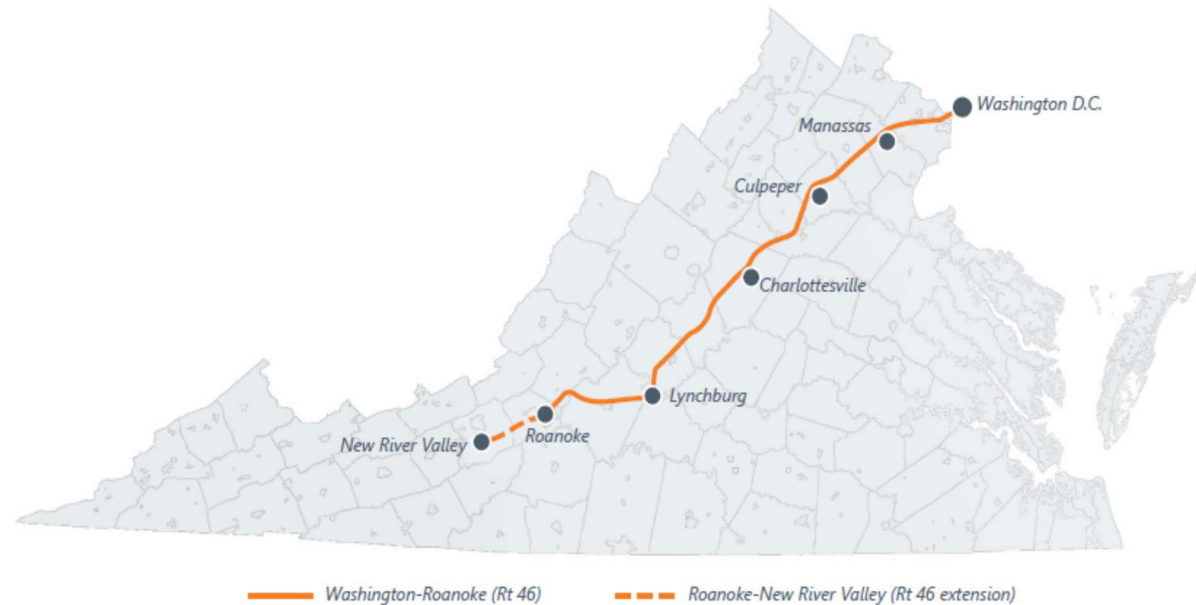 Washington D.C.
Manassas
Culpeper
Charlottesville
Lynchburg
Roanoke
New River Valley
Washington-Roanoke (Rt 46)
Roanoke-New River Valley (Rt 46 extension)